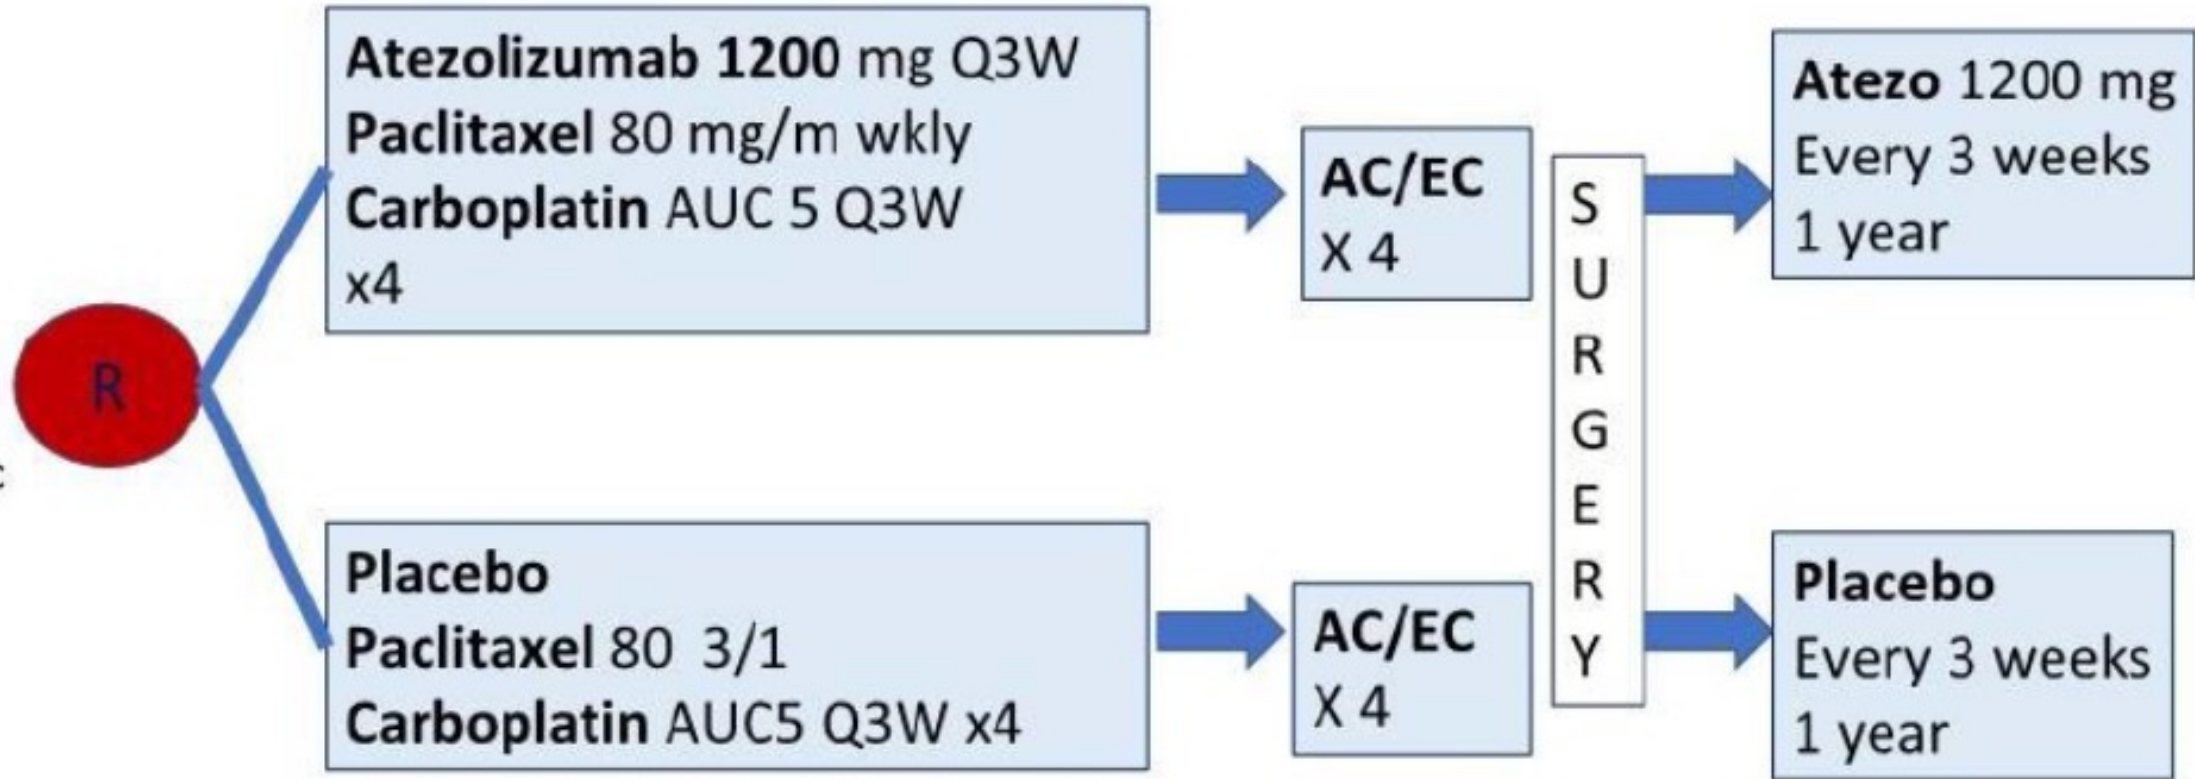 R
Atezolizumab 1200 mg Q3W
Paclitaxel 80 mg/m wkly
Carboplatin AUC 5 Q3W
x4
AC/EC
X 4
SURGERY
Atezo 1200 mg
Every 3 weeks
1 year
Placebo
Paclitaxel 80 3/1
Carboplatin AUC5 Q3W x4
AC/EC
X 4
Placebo
Every 3 weeks
1 year